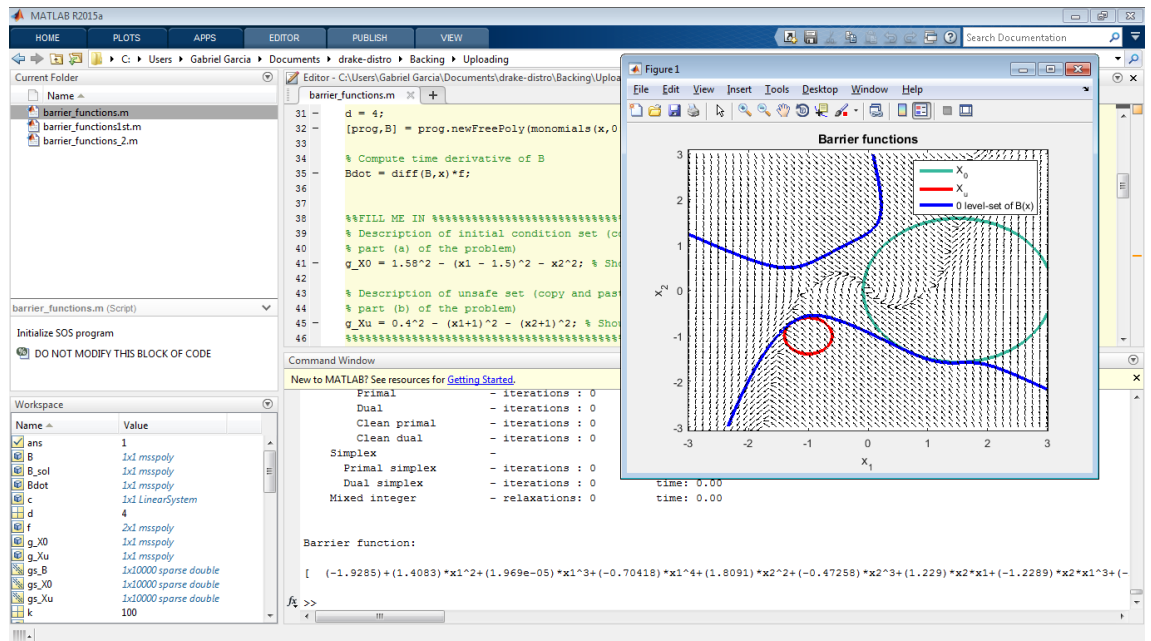 MATLAB R2015a
HOME PLOTS APPS EDITOR PUBLISH VIEW Search Documentation
C: Users Gabriel Garcia Documents drake-distro Backing Uploading
Current Folder
Name
barrier_functions.m
barrier_functions1st.m
barrier_functions_2.m
barrier_functions.m (Script)
Initialize SOS program
DO NOT MODIFY THIS BLOCK OF CODE
Workspace
Name Value
ans 1
B 1x1 msspoly
B_sol 1x1 msspoly
Bdot 1x1 msspoly
c 1x1 LinearSystem
d 4
f 2x1 msspoly
g_X0 1x1 msspoly
g_Xu 1x1 msspoly
gs_B 1x10000 sparse double
gs_X0 1x10000 sparse double
gs_Xu 1x10000 sparse double
k 100
Editor - C:\Users\Gabriel Garcia\Documents\drake-distro\Backing\Uploa
barrier_functions.m
31 - d = 4;
32 - [prog,B] = prog.newFreePoly(monomials(x,0
33
34 % Compute time derivative of B
35 - Bdot = diff(B,x)*f;
36
37
38 %%FILL ME IN %%%%%%%%%%%%%%%%%%%%%%%%%%%%%
39 % Description of initial condition set (co
40 % part (a) of the problem)
41 - g_X0 = 1.58^2 - (x1 - 1.5)^2 - x2^2; % Sho
42
43 % Description of unsafe set (copy and past
44 % part (b) of the problem)
45 - g_Xu = 0.4^2 - (x1+1)^2 - (x2+1)^2; % Shou
46 %%%%%%%%%%%%%%%%%%%%%%%%%%%%%%%%%%%%%%%%%%
Command Window
New to MATLAB? See resources for Getting Started.
Primal - iterations : 0
Dual - iterations : 0
Clean primal - iterations : 0
Clean dual - iterations : 0
Simplex -
Primal simplex - iterations : 0
Dual simplex - iterations : 0 time: 0.00
Mixed integer - relaxations: 0 time: 0.00
Barrier function:
[ (-1.9285)+(1.4083)*x1^2+(1.969e-05)*x1^3+(-0.70418)*x1^4+(1.8091)*x2^2+(-0.47258)*x2^3+(1.229)*x2*x1+(-1.2289)*x2*x1^3+(-
fx >>
Figure 1
File Edit View Insert Tools Desktop Window Help
Barrier functions
X0
Xu
0 level-set of B(x)
3
2
1
0
-1
-2
-3
x2
-3 -2 -1 0 1 2 3
x1